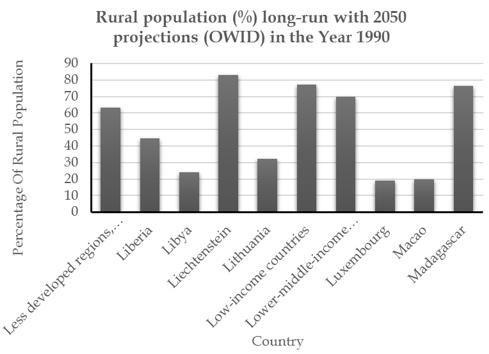 Rural population (%) long-run with 2050
projections (OWID) in the Year 1990
Percentage Of Rural Population
90
80
70
60
50
40
30
20
10
0
Less developed regions,…
Liberia
Libya
Liechtenstein
Lithuania
Low-income countries
Lower-middle-income…
Luxembourg
Macao
Madagascar
Country